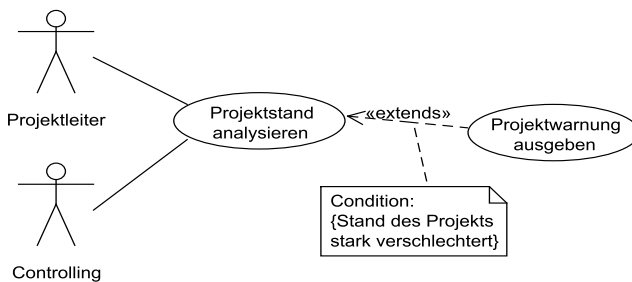 Projektleiter
Projektstand
analysieren
«extends»
Projektwarnung
ausgeben
Condition:
{Stand des Projekts
stark verschlechtert}
Controlling